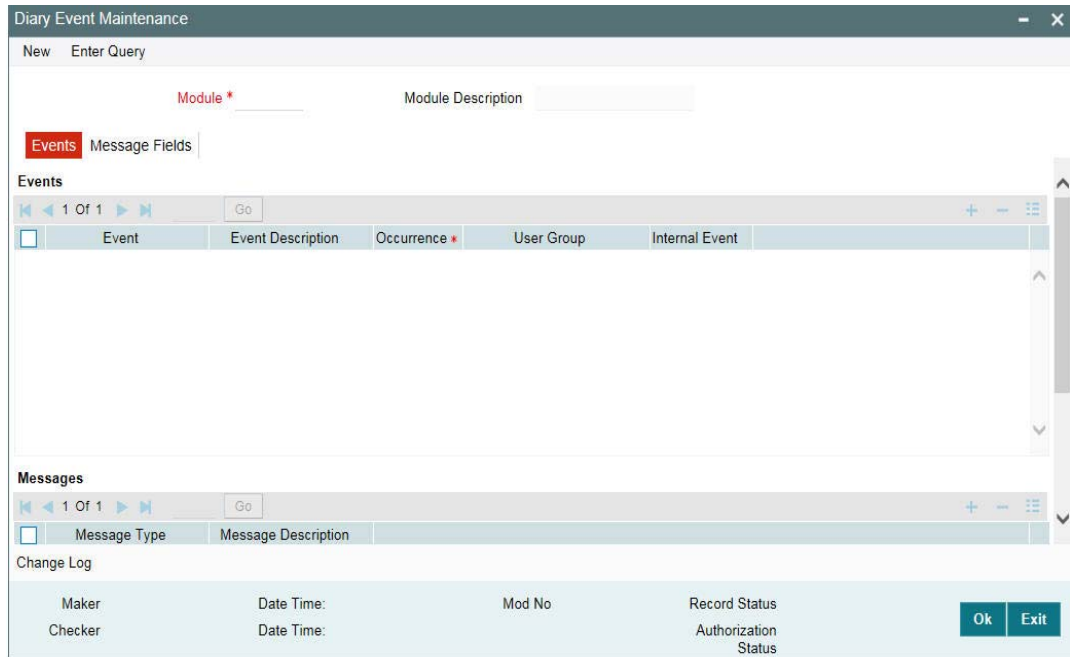 Diary Event Maintenance
New Enter Query
Module * Module Description
Events Message Fields
Events
1 Of 1 Go
Event Event Description Occurrence * User Group Internal Event
Messages
1 Of 1 Go
Message Type Message Description
Change Log
Maker Date Time: Mod No Record Status
Checker Date Time: Authorization Status
Ok Exit